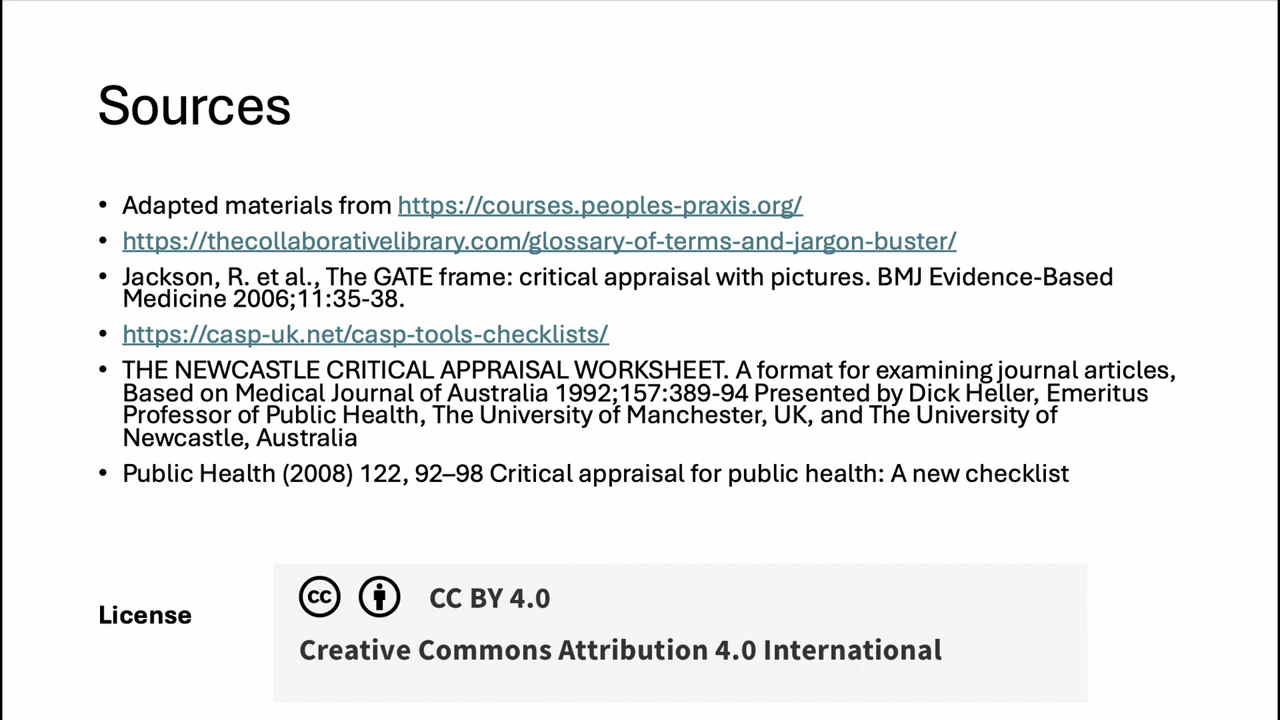 Sources
• Adapted materials from https://courses.peoples-praxis.org/
• https://thecollaborativelibrary.com/glossary-of-terms-and-jargon-buster/
• Jackson, R. et al., The GATE frame: critical appraisal with pictures. BMJ Evidence-Based
Medicine 2006;11:35-38.
• https://casp-uk.net/casp-tools-checklists/
• THE NEWCASTLE CRITICAL APPRAISAL WORKSHEET. A format for examining journal articles,
Based on Medical Journal of Australia 1992;157:389-94 Presented by Dick Heller, Emeritus
Professor of Public Health, The University of Manchester, UK, and The University of
Newcastle, Australia
• Public Health (2008) 122, 92–98 Critical appraisal for public health: A new checklist
License
cc CC BY 4.0
Creative Commons Attribution 4.0 International